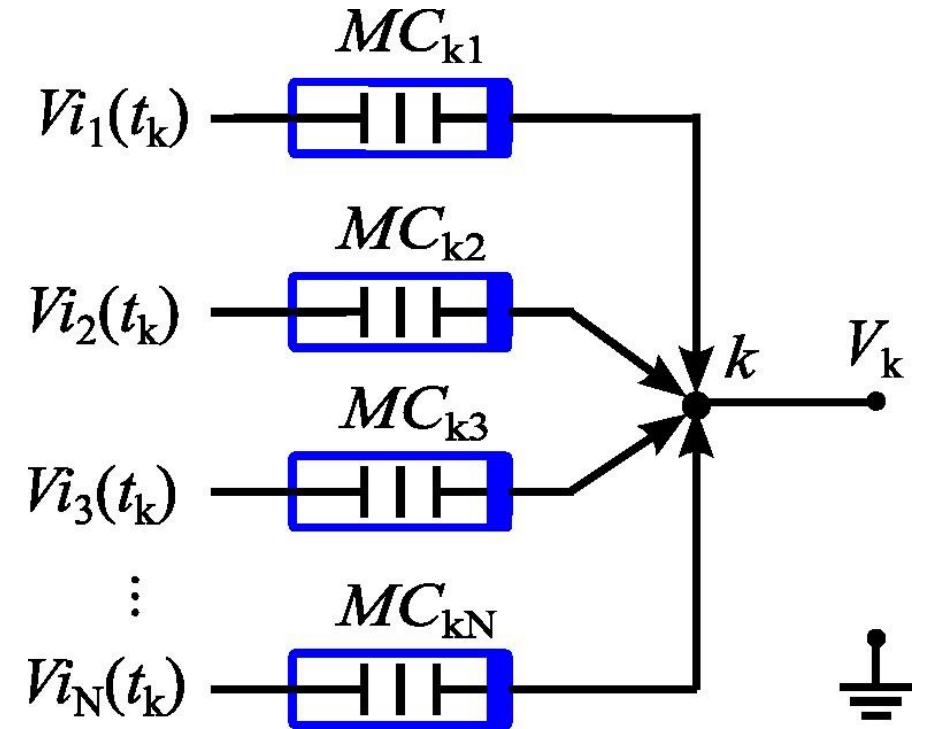 MCk1
Vi1(tk)
MCk2
Vi2(tk)
k
Vk
MCk3
Vi3(tk)
⋮
MCkN
ViN(tk)